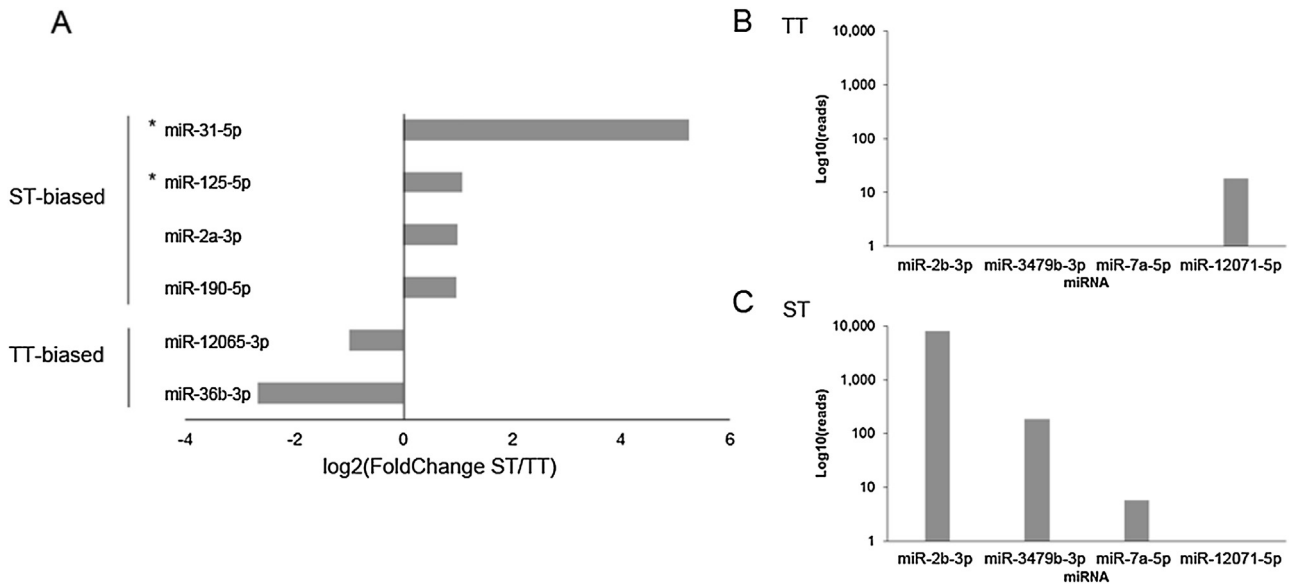 A
ST-biased
* miR-31-5p
* miR-125-5p
miR-2a-3p
miR-190-5p
TT-biased
miR-12065-3p
miR-36b-3p
-4 -2 0 2 4 6
log2(FoldChange ST/TT)
B TT
Log10(reads)
10,000
1,000
100
10
1
miR-2b-3p miR-3479b-3p miR-7a-5p miR-12071-5p
miRNA
C ST
Log10(reads)
10,000
1,000
100
10
1
miR-2b-3p miR-3479b-3p miR-7a-5p miR-12071-5p
miRNA